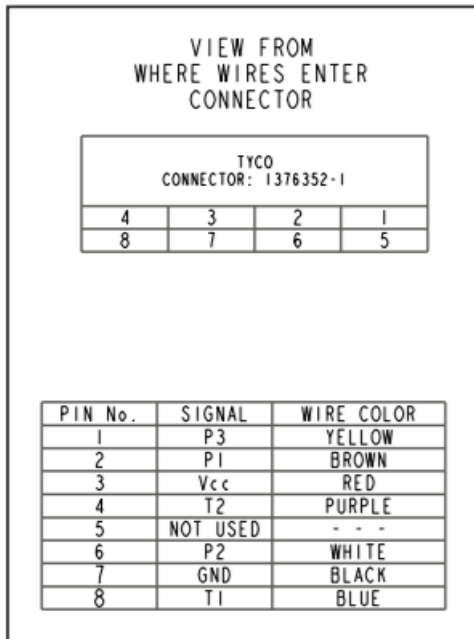 VIEW FROM
WHERE WIRES ENTER
CONNECTOR
TYCO
CONNECTOR: 1376352-1
4 3 2 1
8 7 6 5
PIN No. SIGNAL WIRE COLOR
1 P3 YELLOW
2 P1 BROWN
3 Vcc RED
4 T2 PURPLE
5 NOT USED - - -
6 P2 WHITE
7 GND BLACK
8 T1 BLUE